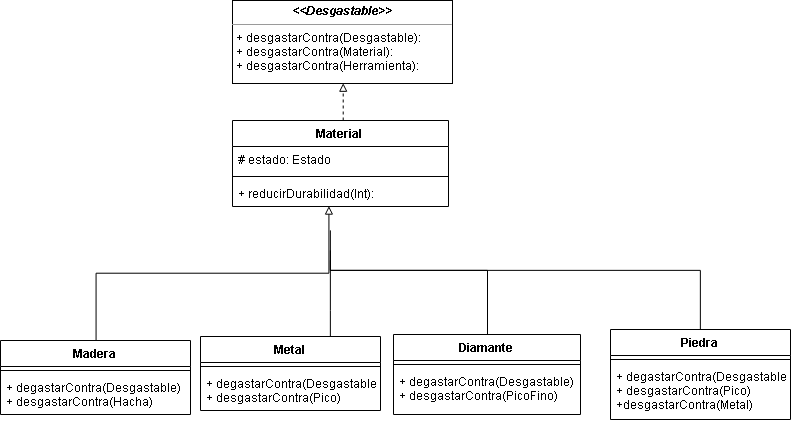 <<Desgastable>>
+ desgastarContra(Desgastable):
+ desgastarContra(Material):
+ desgastarContra(Herramienta):
Material
# estado: Estado
+ reducirDurabilidad(Int):
Madera
+ degastarContra(Desgastable)
+ desgastarContra(Hacha)
Metal
+ degastarContra(Desgastable
+ desgastarContra(Pico)
Diamante
+ degastarContra(Desgastable)
+ desgastarContra(PicoFino)
Piedra
+ degastarContra(Desgastable
+ desgastarContra(Pico)
+desgastarContra(Metal)